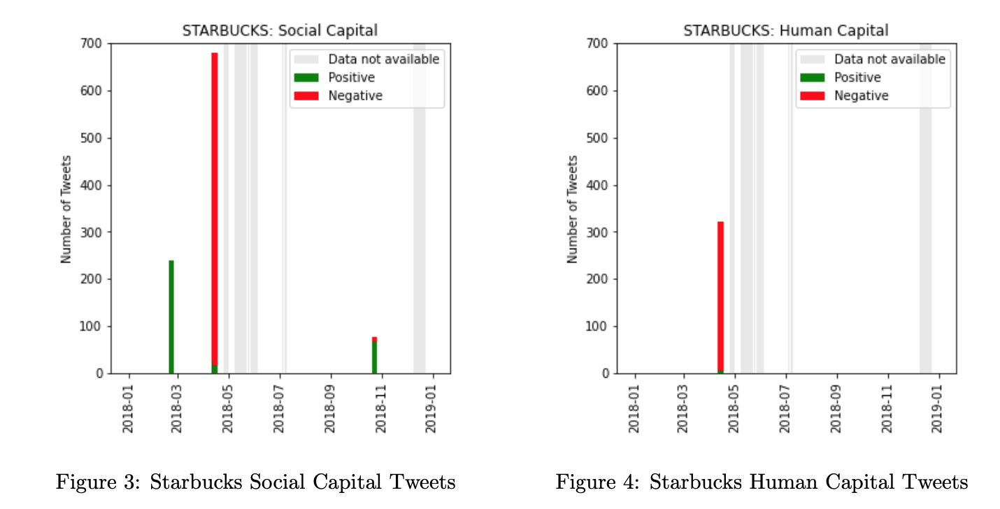 STARBUCKS: Social Capital
700
600
500
400
300
200
100
0
Number of Tweets
Data not available
Positive
Negative
2018-01
2018-03
2018-05
2018-07
2018-09
2018-11
2019-01
Figure 3: Starbucks Social Capital Tweets
STARBUCKS: Human Capital
700
600
500
400
300
200
100
0
Number of Tweets
Data not available
Positive
Negative
2018-01
2018-03
2018-05
2018-07
2018-09
2018-11
2019-01
Figure 4: Starbucks Human Capital Tweets